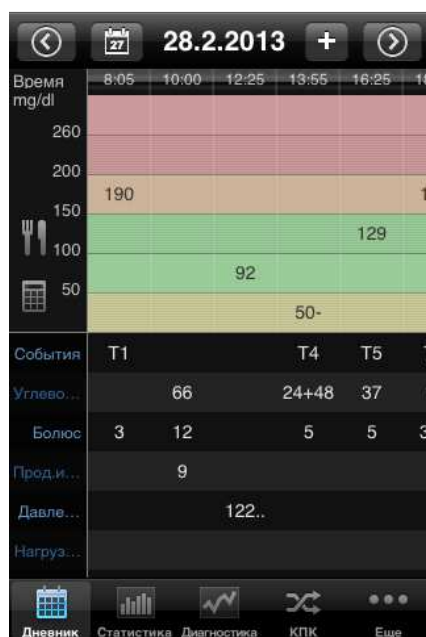 27 28.2.2013 +
Время 8:05 10:00 12:25 13:55 16:25
mg/dl
260
200
190
150
129
100
92
50
50-
События T1 T4 T5
Углево... 66 24+48 37
Болюс 3 12 5 5 3
Прод.и... 9
Давле... 122..
Нагруз...
Дневник Статистика Диагностика КПК Еще